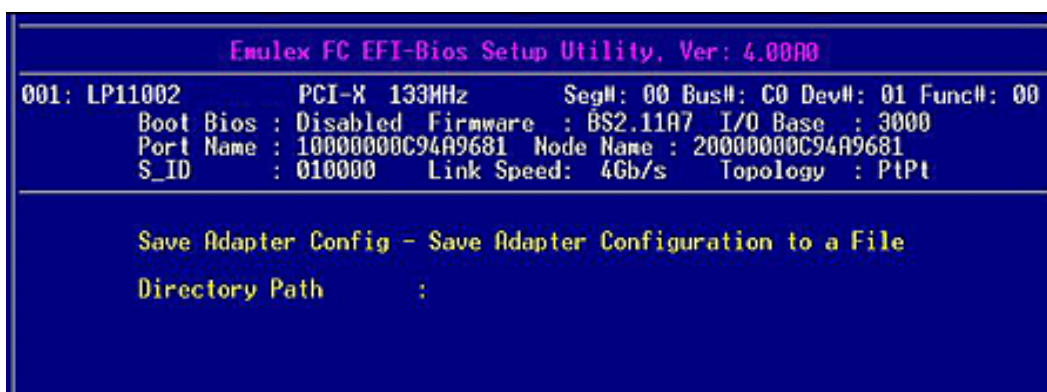 Emulex FC EFI-Bios Setup Utility, Ver: 4.00A0
001: LP11002 PCI-X 133MHz Seg#: 00 Bus#: C0 Dev#: 01 Func#: 00
Boot Bios : Disabled Firmware : BS2.11A7 I/O Base : 3000
Port Name : 10000000C94A9681 Node Name : 20000000C94A9681
S_ID : 010000 Link Speed: 4Gb/s Topology : PtPt
Save Adapter Config - Save Adapter Configuration to a File
Directory Path :